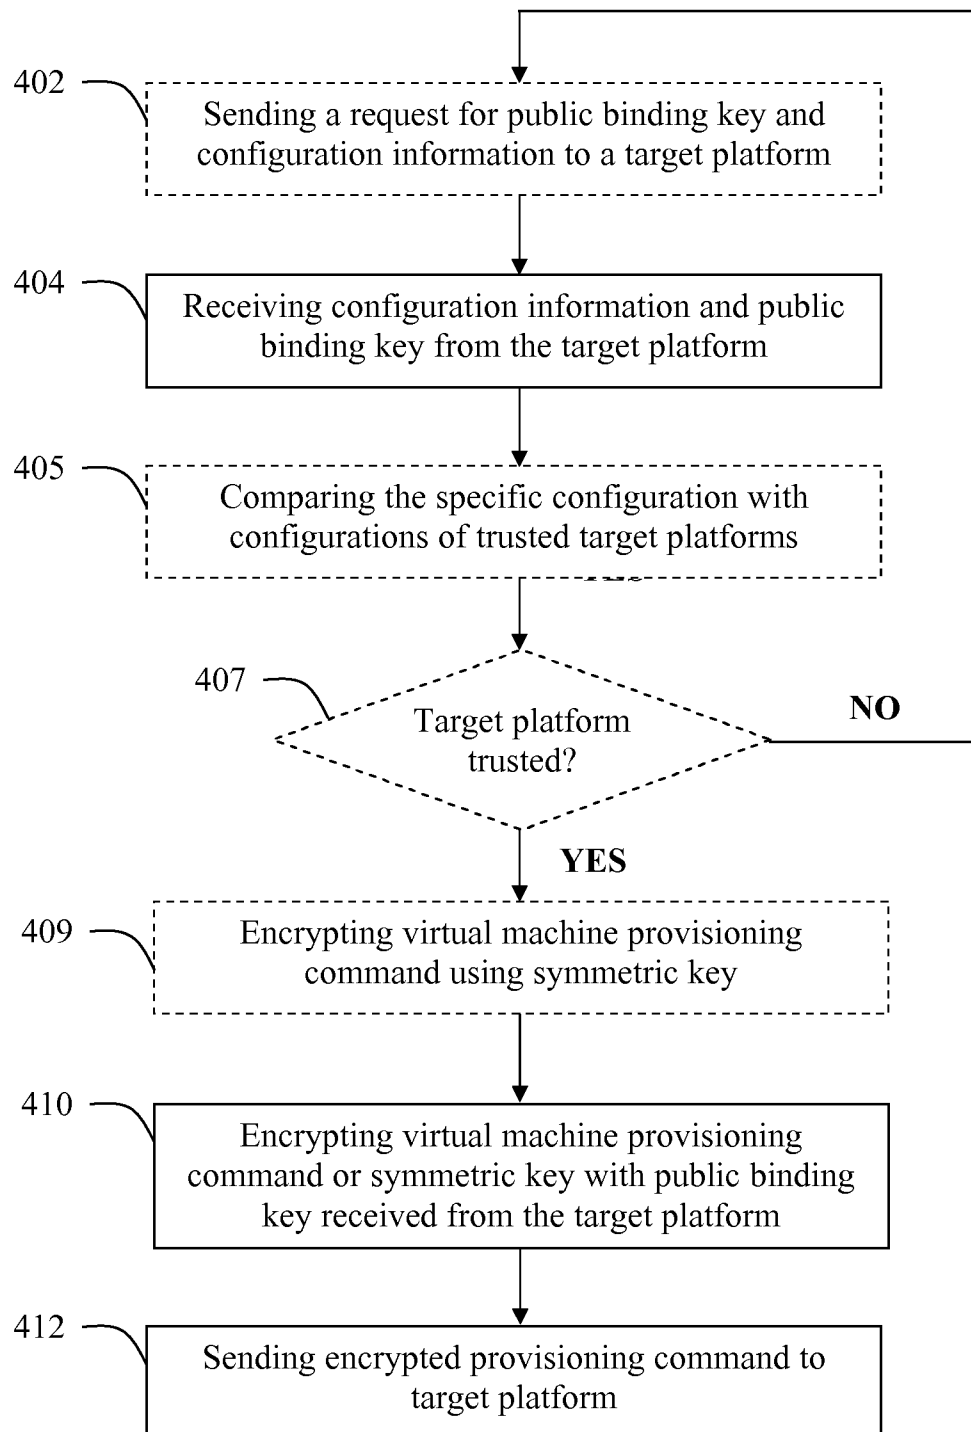 402
Sending a request for public binding key and
configuration information to a target platform
404
Receiving configuration information and public
binding key from the target platform
405
Comparing the specific configuration with
configurations of trusted target platforms
407
Target platform
trusted?
NO
YES
409
Encrypting virtual machine provisioning
command using symmetric key
410
Encrypting virtual machine provisioning
command or symmetric key with public binding
key received from the target platform
412
Sending encrypted provisioning command to
target platform